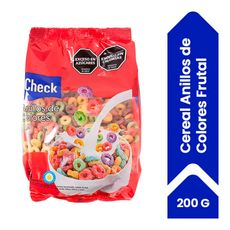 EXCESO EN
AZÚCARES
Check
Anillos de
colores
Cereal Anillos de
Colores Frutal
200 G